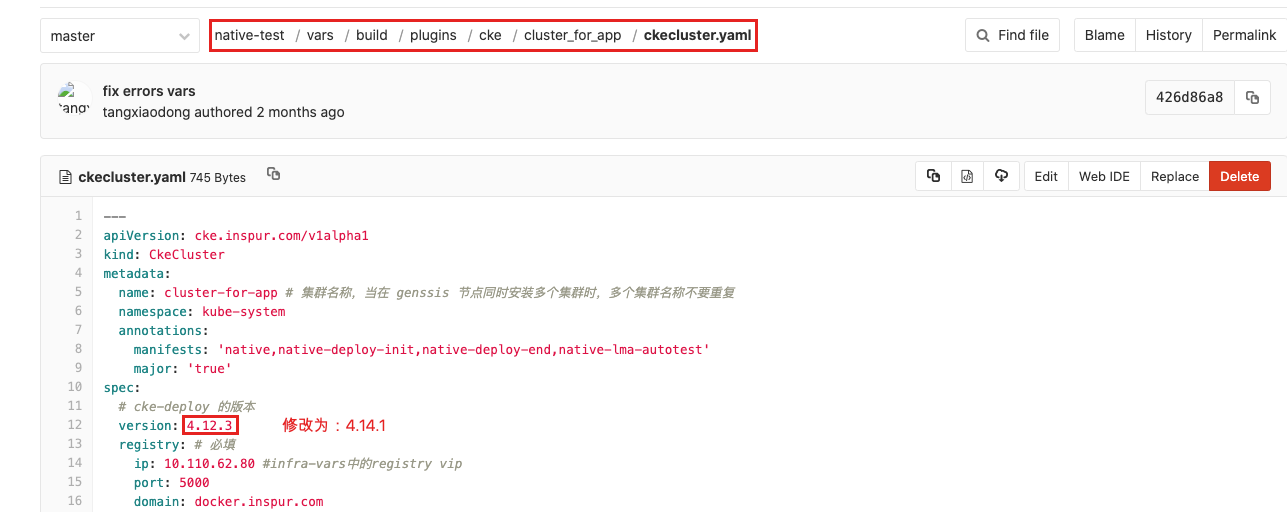 master
native-test / vars / build / plugins / cke / cluster_for_app / ckecluster.yaml
Find file
Blame
History
Permalink
fix errors vars
tangxiaodong authored 2 months ago
426d86a8
ckecluster.yaml 745 Bytes
Edit
Web IDE
Replace
Delete
1 ---
2 apiVersion: cke.inspur.com/v1alpha1
3 kind: CkeCluster
4 metadata:
5 name: cluster-for-app # 集群名称，当在 genssis 节点同时安装多个集群时，多个集群名称不要重复
6 namespace: kube-system
7 annotations:
8 manifests: 'native,native-deploy-init,native-deploy-end,native-lma-autotest'
9 major: 'true'
10 spec:
11 # cke-deploy 的版本
12 version: 4.12.3 修改为：4.14.1
13 registry: # 必填
14 ip: 10.110.62.80 #infra-vars中的registry vip
15 port: 5000
16 domain: docker.inspur.com